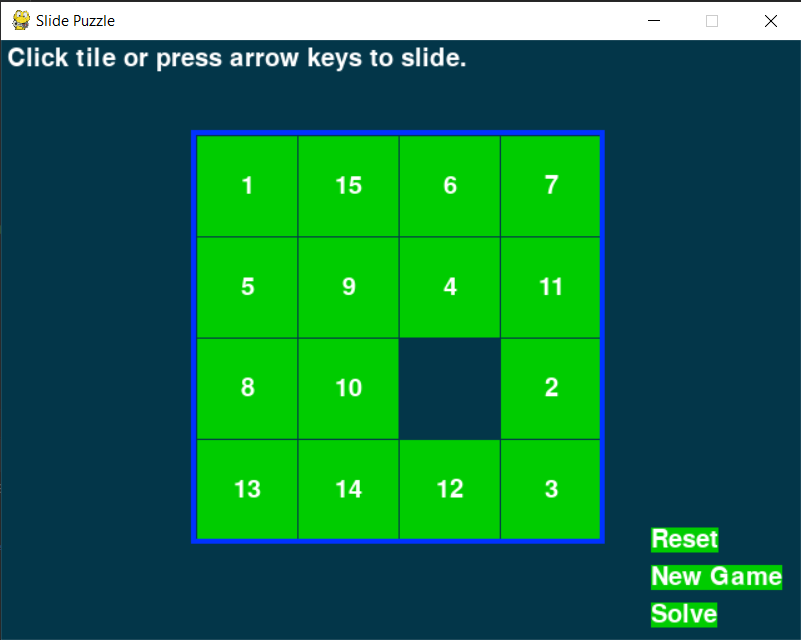 Slide Puzzle
Click tile or press arrow keys to slide.
1 15 6 7
5 9 4 11
8 10 2
13 14 12 3
Reset
New Game
Solve